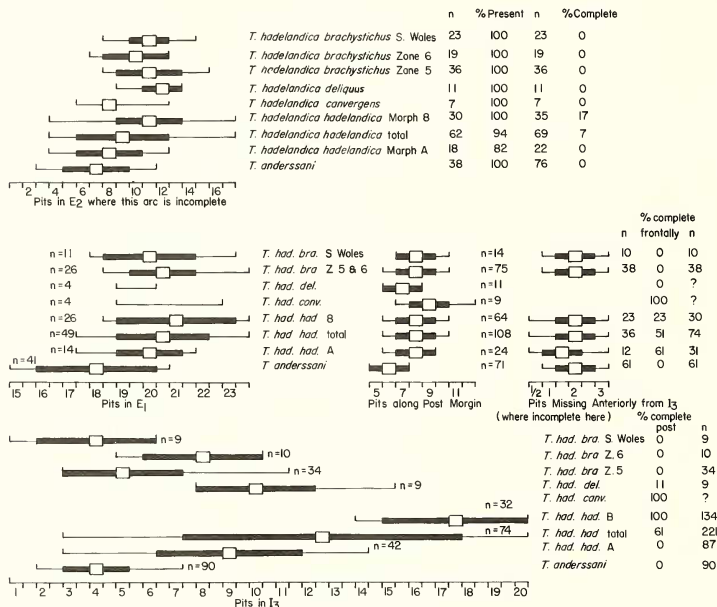 n % Present n % Complete
T. hadelandica brachystichus S. Wales 23 100 23 0
T. hadelandica brachystichus Zone 6 19 100 19 0
T hedelandica brachystichus Zone 5 36 100 36 0
T. hadelandica deliquus 11 100 11 0
T hadelandica convergens 7 100 7 0
T. hadelandica hadelandica Morph B 30 100 35 17
T. hadelandica hadelandica total 62 94 69 7
T hadelandica hadelandica Morph A 18 82 22 0
T. anderssani 38 100 76 0
2 4 6 8 10 12 14 16
Pits in E2 where this arc is incomplete
% complete
n frontally n
n=11 T. had. bra. S Wales n=14 10 0 10
n=26 T. had. bra Z 5 & 6 n=75 38 0 38
n=4 T. had. del. n=11 0 ?
n=4 T. had. conv. n=9 100 ?
n=26 T. had. had B n=64 23 23 30
n=49 T. had. had. total n=108 36 51 74
n=14 T. had. had. A n=24 12 61 31
n=41 T anderssani n=71 61 0 61
15 16 17 18 19 20 21 22 23
Pits in E1
5 7 9 11
Pits along Post Margin
1/2 1 2 3
Pits Missing Anteriorly from I3
(where incomplete here)
% complete
post n
n=9 T. had. bra. S. Woles 0 9
n=10 T. had. bra. Z. 6 0 10
n=34 T. had. bra Z. 5 0 34
n=9 T. had. del. 11 9
T. had. conv. 100 ?
n=32 T. had. had. B 100 134
n=74 T. had. had total 61 221
n=42 T. had. had. A 0 87
n=90 T. anderssani 0 90
1 2 3 4 5 6 7 8 9 10 11 12 13 14 15 16 17 18 19 20
Pits in I3